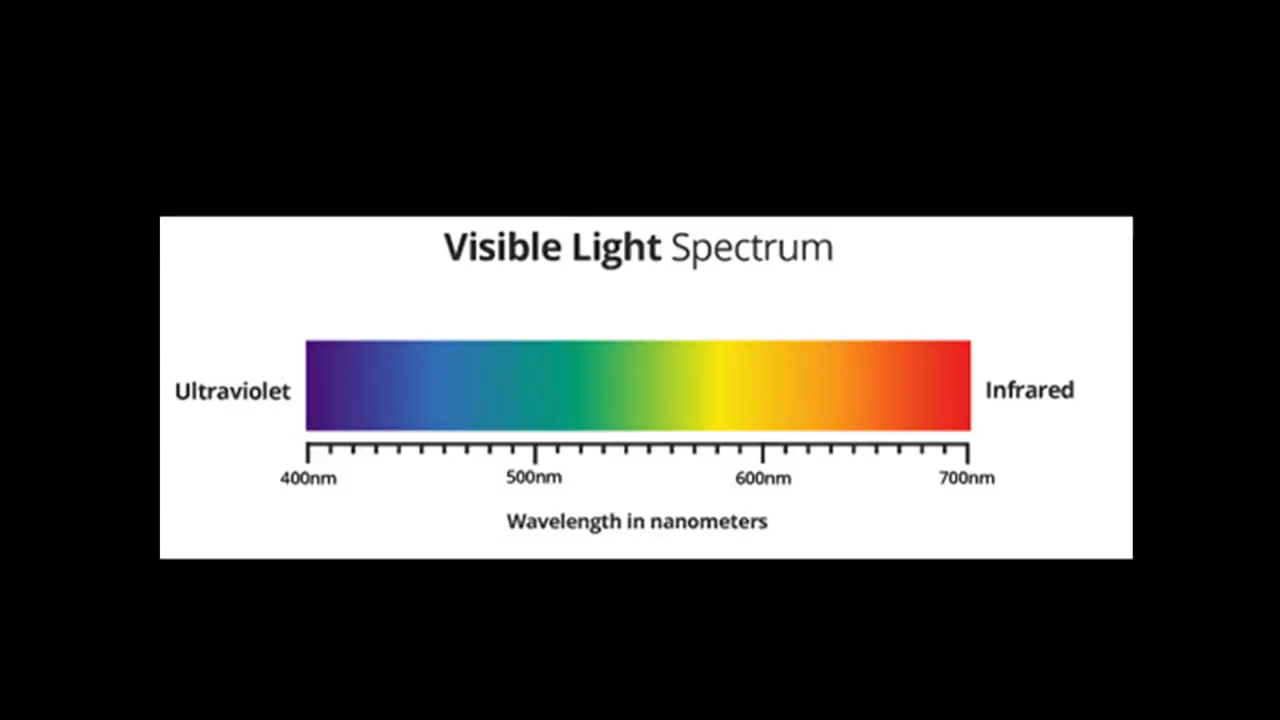 Visible Light Spectrum
Ultraviolet
Infrared
400nm 500nm 600nm 700nm
Wavelength in nanometers